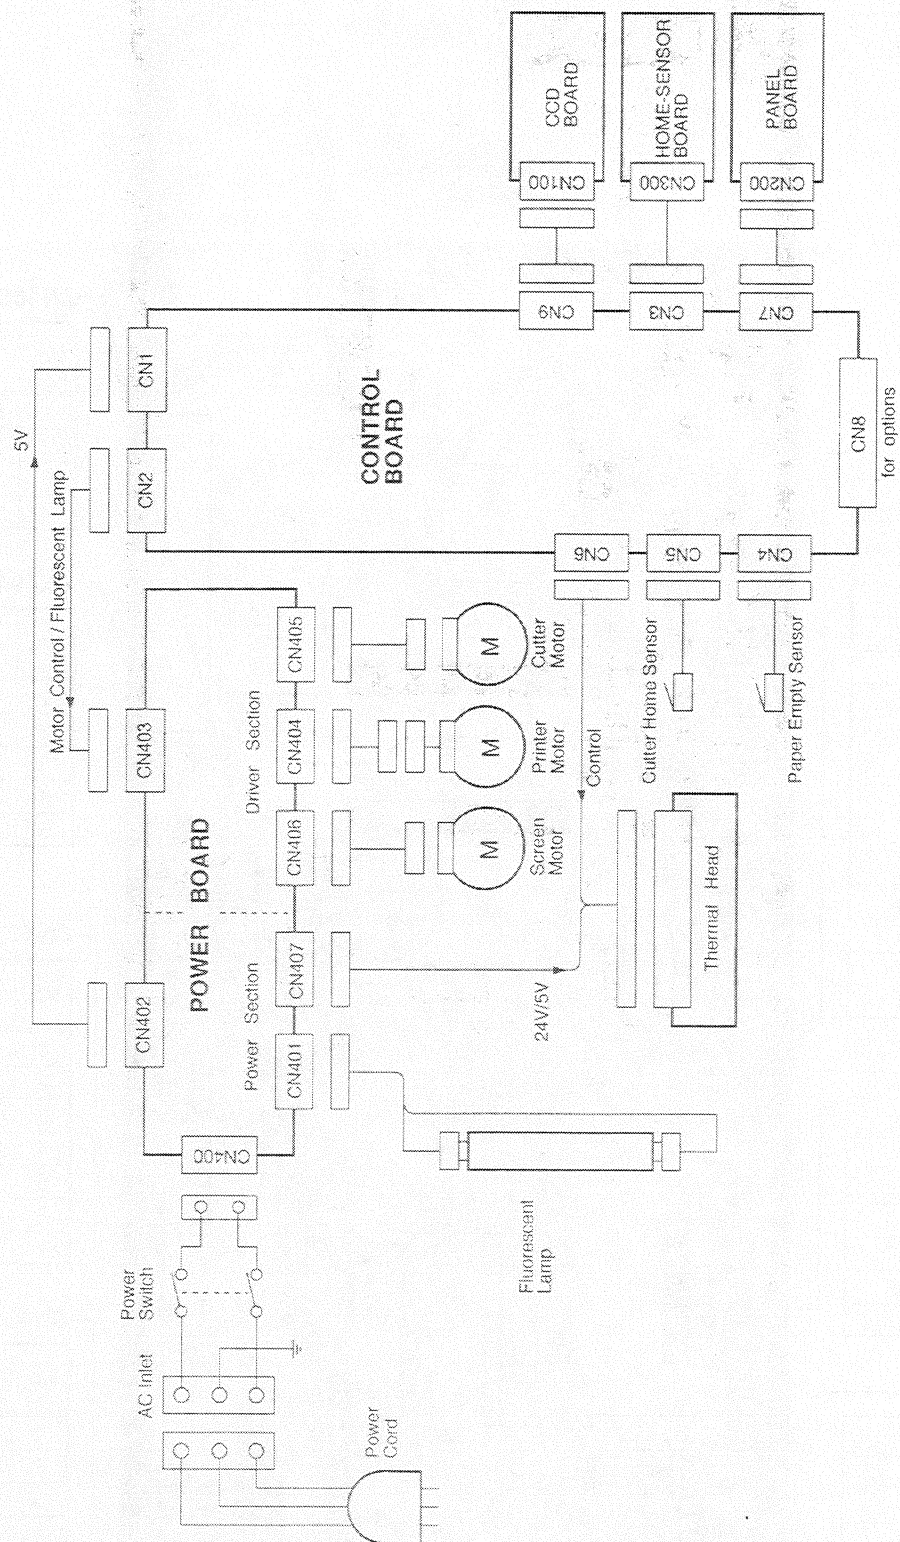 Power
Cord
AC Inlet
Power
Switch
CN400
POWER BOARD
Power Section
Driver Section
CN402
CN403
CN401
CN407
CN406
CN404
CN405
5V
Motor Control / Fluorescent Lamp
Fluorescent
Lamp
24V/5V
Control
Thermal Head
Screen
Motor
M
Printer
Motor
M
Cutter
Motor
M
Cutter Home Sensor
Paper Empty Sensor
CONTROL
BOARD
CN2
CN1
CN6
CN5
CN4
CN8
for options
CN9
CN3
CN7
CN100
CCD
BOARD
CN300
HOME-SENSOR
BOARD
CN200
PANEL
BOARD